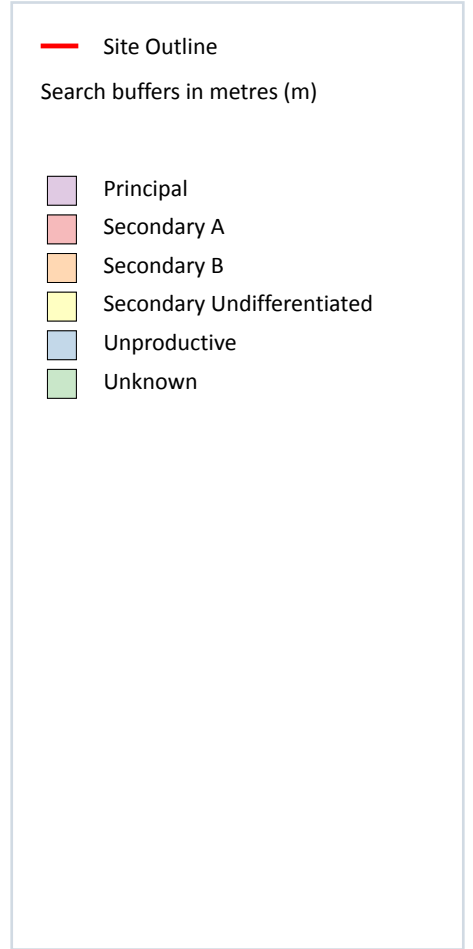 Site Outline
Search buffers in metres (m)
Principal
Secondary A
Secondary B
Secondary Undifferentiated
Unproductive
Unknown